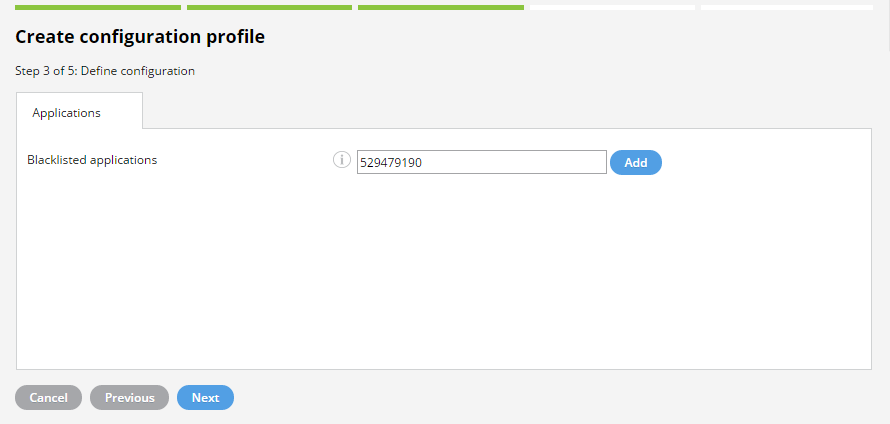 Create configuration profile
Step 3 of 5: Define configuration
Applications
Blacklisted applications
i
529479190
Add
Cancel
Previous
Next